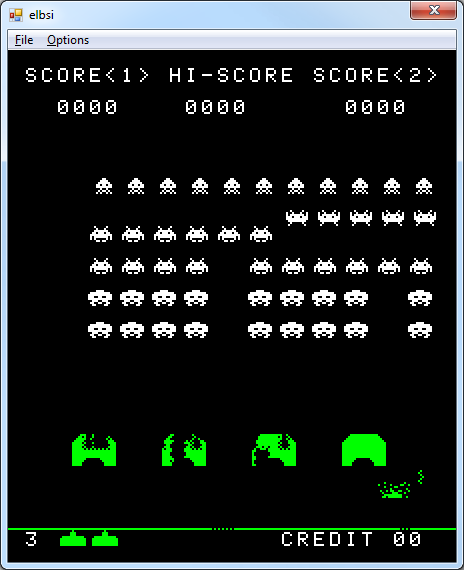 elbsi
File Options
SCORE<1> HI-SCORE SCORE<2>
0000 0000 0000
3 CREDIT 00